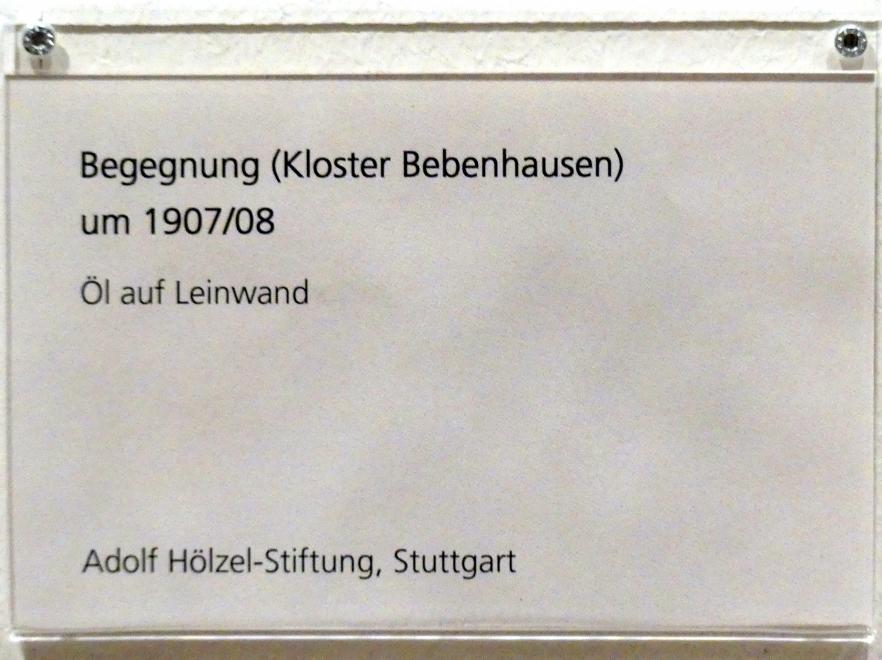 Begegnung (Kloster Bebenhausen)
um 1907/08
Öl auf Leinwand
Adolf Hölzel-Stiftung, Stuttgart